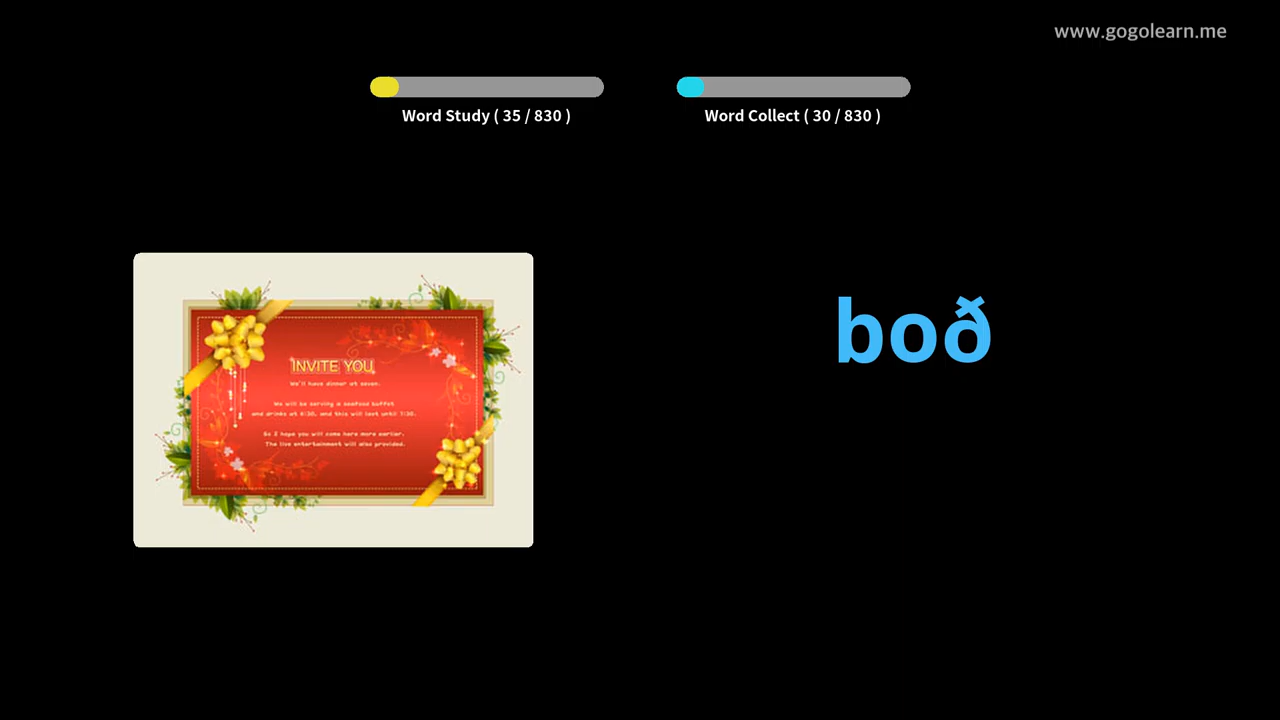 www.gogolearn.me
Word Study ( 35 / 830 )
Word Collect ( 30 / 830 )
boð
INVITE YOU
We'll have dinner at seven.
We will be serving a seafood buffet
and drinks at 6:30, and this will last until 7:30.
So I hope you will come here more earlier.
The live entertainment will also provided.